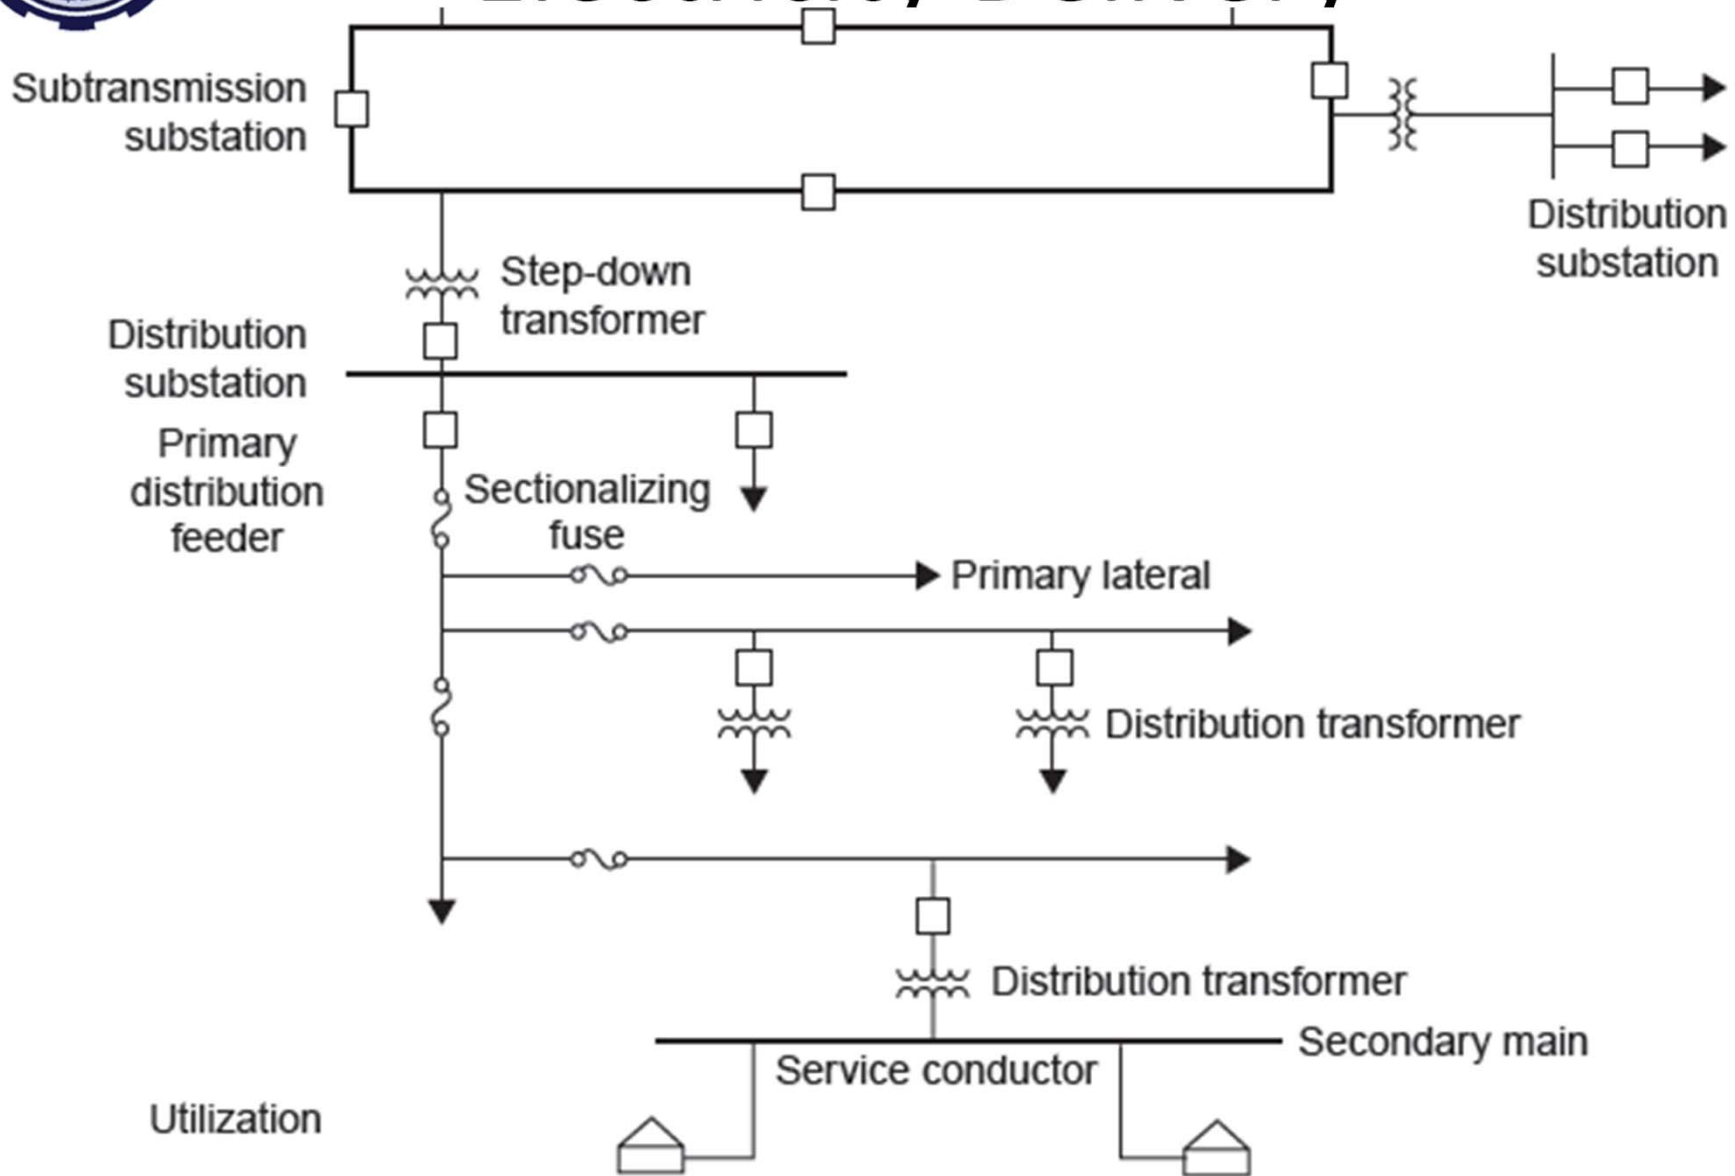 Subtransmission
substation
Distribution
substation
Step-down
transformer
Distribution
substation
Primary
distribution
feeder
Sectionalizing
fuse
Primary lateral
Distribution transformer
Distribution transformer
Secondary main
Service conductor
Utilization